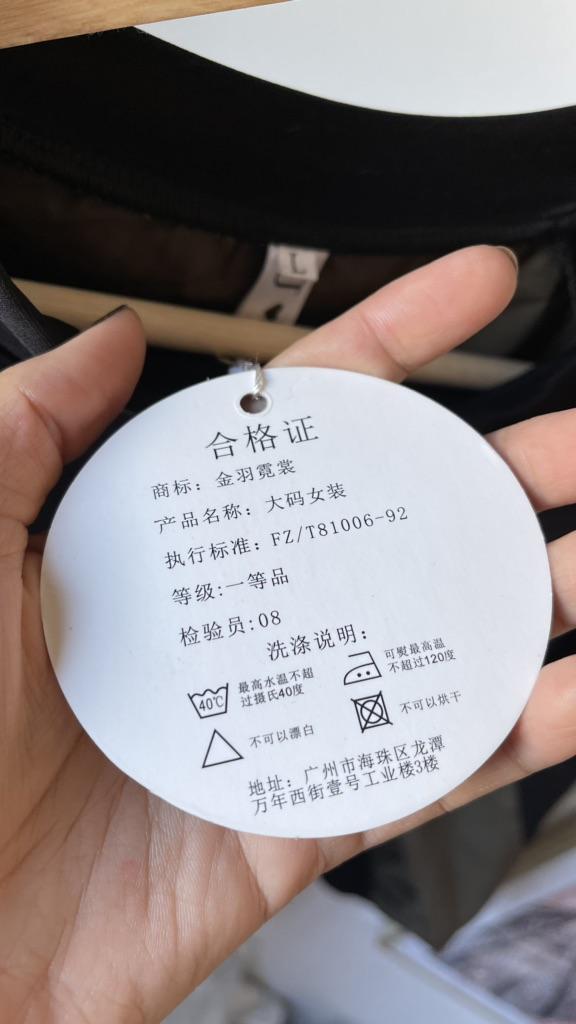 L
合格证
商标：金羽霓裳
产品名称：大码女装
执行标准：FZ/T81006-92
等级:一等品
检验员:08
洗涤说明：
40℃
最高水温不超
过摄氏40度
可熨最高温
不超过120度
不可以漂白
不可以烘干
地址：广州市海珠区龙潭
万年西街壹号工业楼3楼